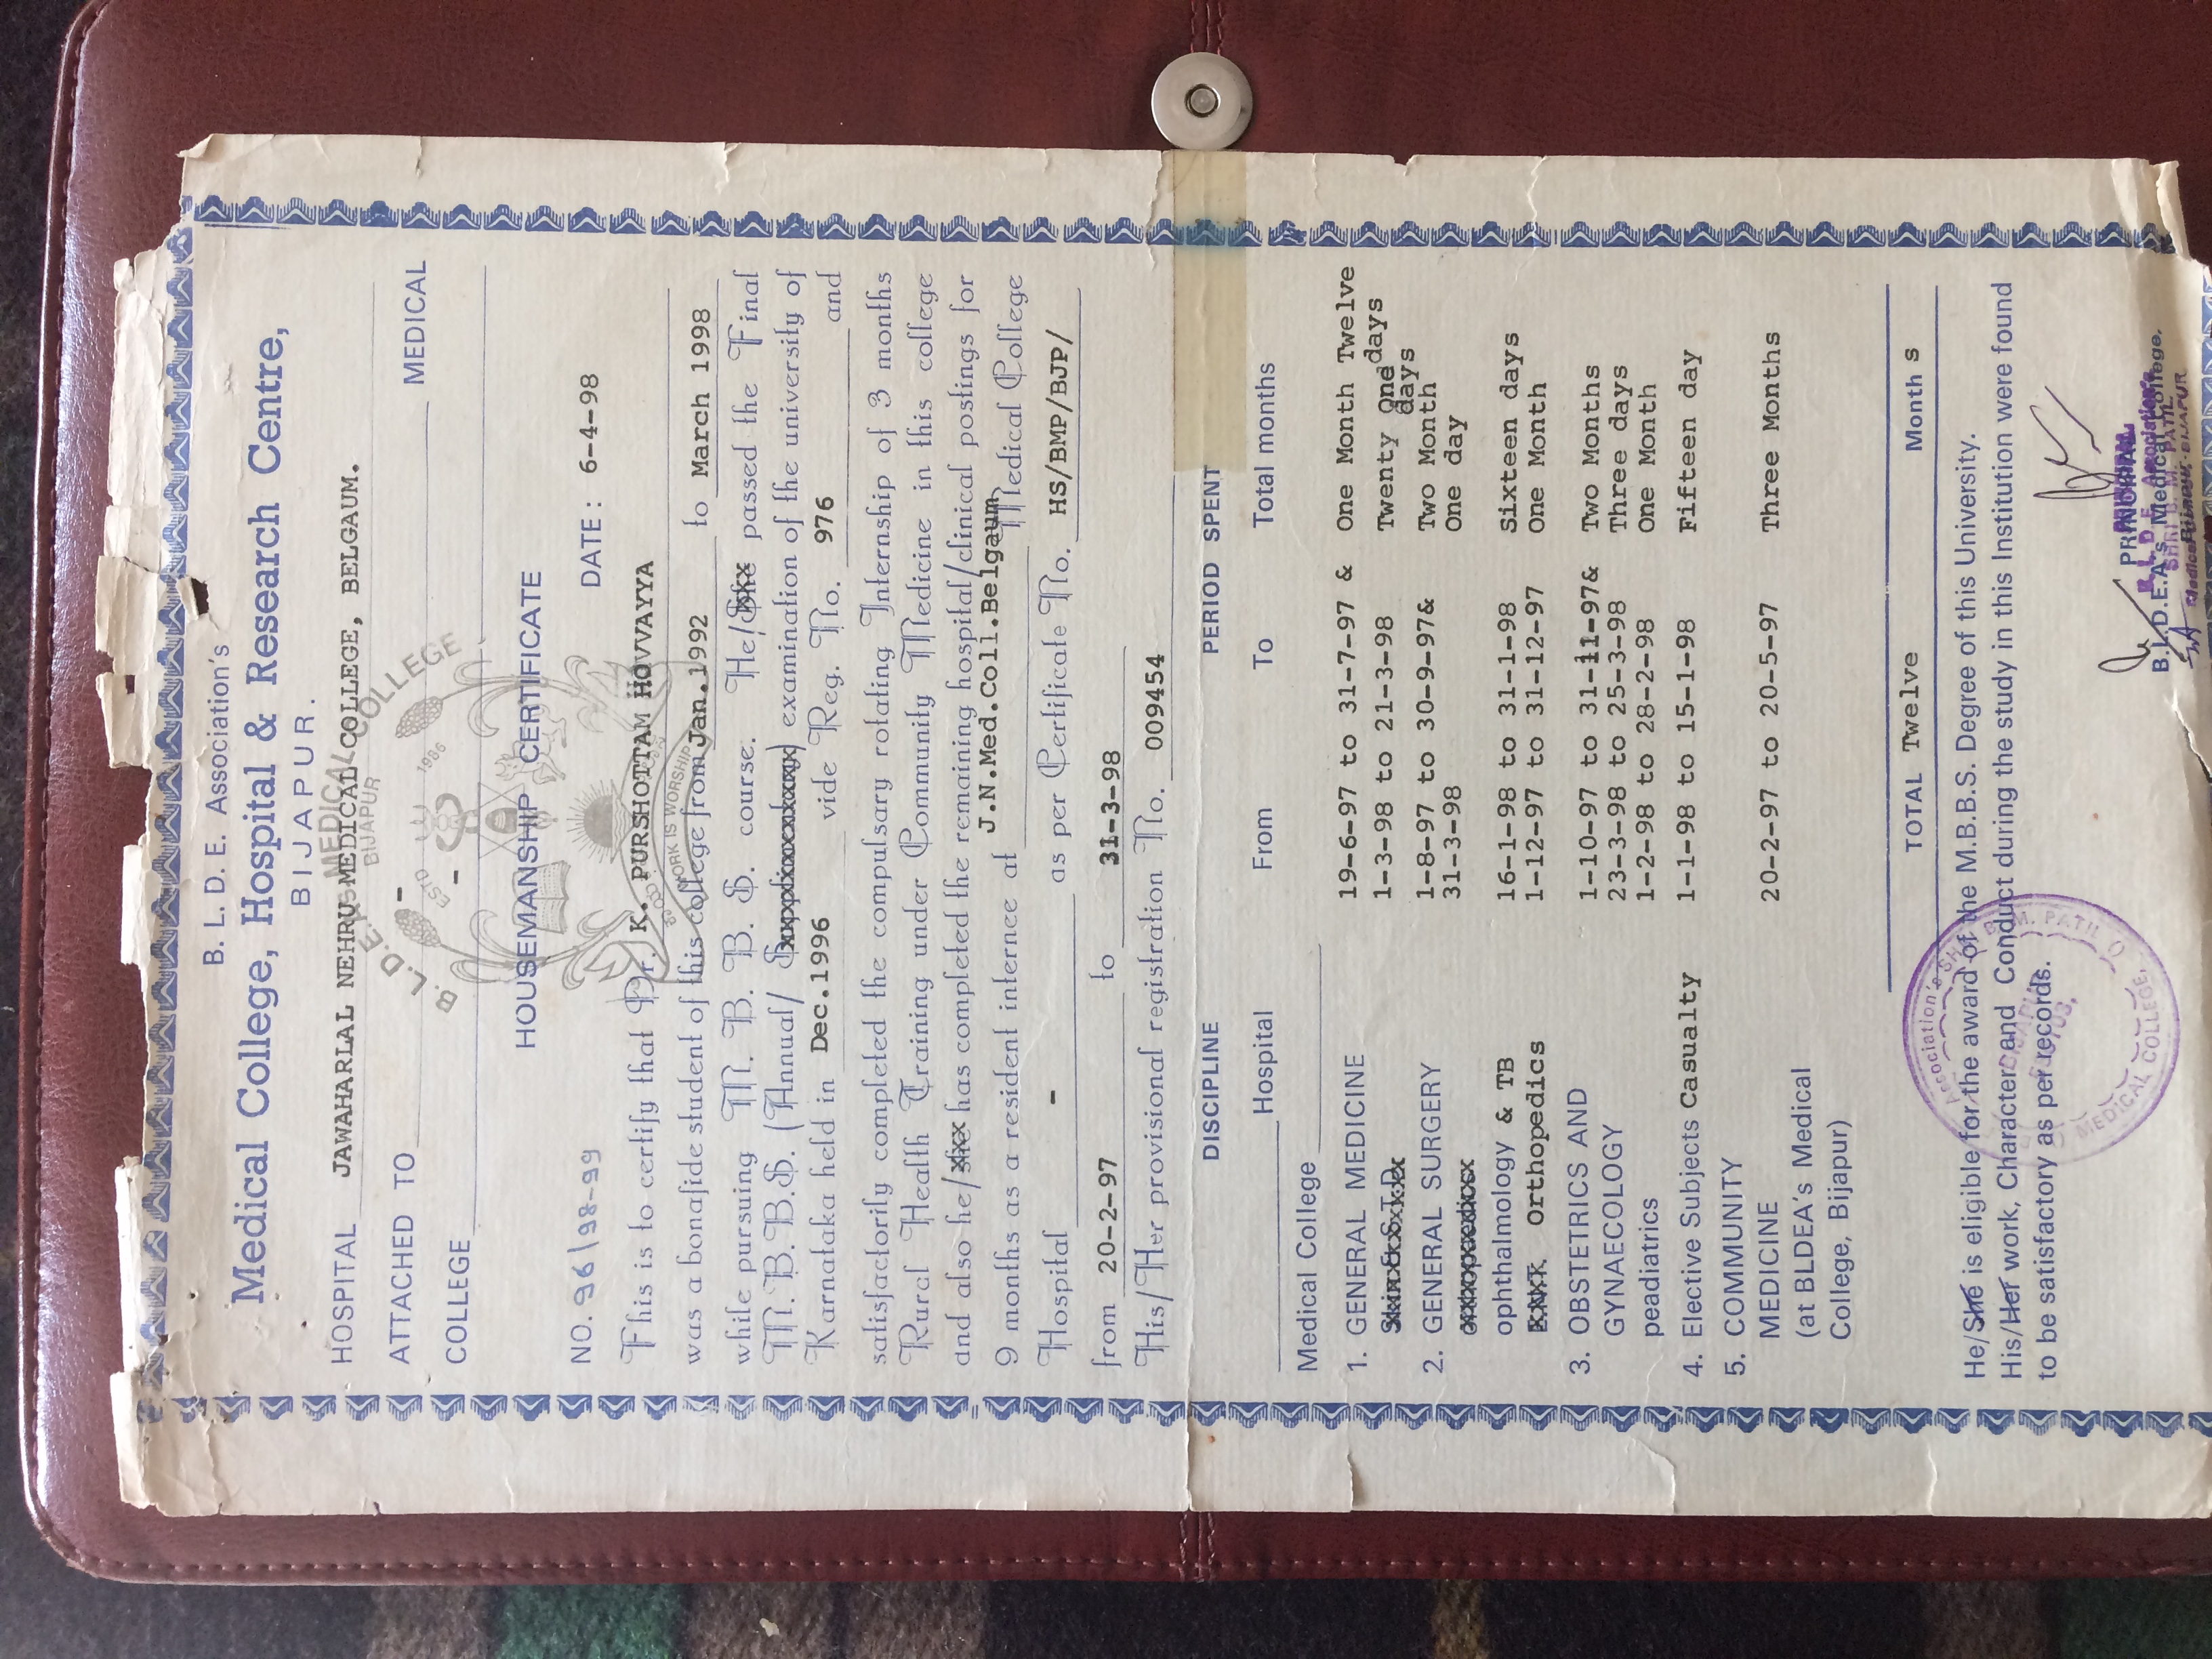 B. L. D. E. Association's
Medical College, Hospital & Research Centre,
BIJAPUR.
HOSPITAL JAWAHARLAL NEHRU MEDICAL COLLEGE, BELGAUM.
B.L.D.E.A'S MEDICAL COLLEGE
BIJAPUR
ATTACHED TO - MEDICAL
ESTD 1986
COLLEGE -
HOUSEMANSHIP CERTIFICATE
NO. 96/98-99 DATE : 6-4-98
This is to certify that Dr. K. PURSHOTTAM HOVVAYYA
WORK IS WORSHIP
was a bonafide student of this college from Jan.1992 to March 1998
while pursuing M. B. B. S. course. He/She passed the Final
M.B.B.S. (Annual/ Supplimentary) examination of the university of
Karnataka held in Dec.1996 vide Reg. No. 976 and
satisfactorily completed the compulsary rotating Internship of 3 months
Rural Health Training under Community Medicine in this college
and also he/she has completed the remaining hospital/clinical postings for
9 months as a resident internee at J.N.Med.Coll.Belgaum Medical College
Hospital - as per Certificate No. HS/BMP/BJP/
from 20-2-97 to 31-3-98
His/Her provisional registration No. 009454
DISCIPLINE PERIOD SPENT
Hospital From To Total months
Medical College
1. GENERAL MEDICINE 19-6-97 to 31-7-97 & One Month Twelve days
Skin & S.T.D. 1-3-98 to 21-3-98 Twenty One days
2. GENERAL SURGERY 1-8-97 to 30-9-97& Two Month
orthopaedics 31-3-98 One day
ophthalmology & TB 16-1-98 to 31-1-98 Sixteen days
E.N.T. Orthopedics 1-12-97 to 31-12-97 One Month
3. OBSTETRICS AND 1-10-97 to 31-11-97& Two Months
GYNAECOLOGY 23-3-98 to 25-3-98 Three days
peadiatrics 1-2-98 to 28-2-98 One Month
4. Elective Subjects Casualty 1-1-98 to 15-1-98 Fifteen day
5. COMMUNITY
MEDICINE 20-2-97 to 20-5-97 Three Months
(at BLDEA's Medical
College, Bijapur)
TOTAL Twelve Month s
He/She is eligible for the award of the M.B.B.S. Degree of this University.
His/Her work, Character and Conduct during the study in this Institution were found
to be satisfactory as per records.
Association's SHRI B. M. PATIL
MEDICAL COLLEGE,
BIJAPUR
PRINCIPAL
B.L.D.E.A's Medical College,
Bijapur
PRINCIPAL
B. L. D. E. Association's
SHRI B. M. PATIL
Medical College, BIJAPUR